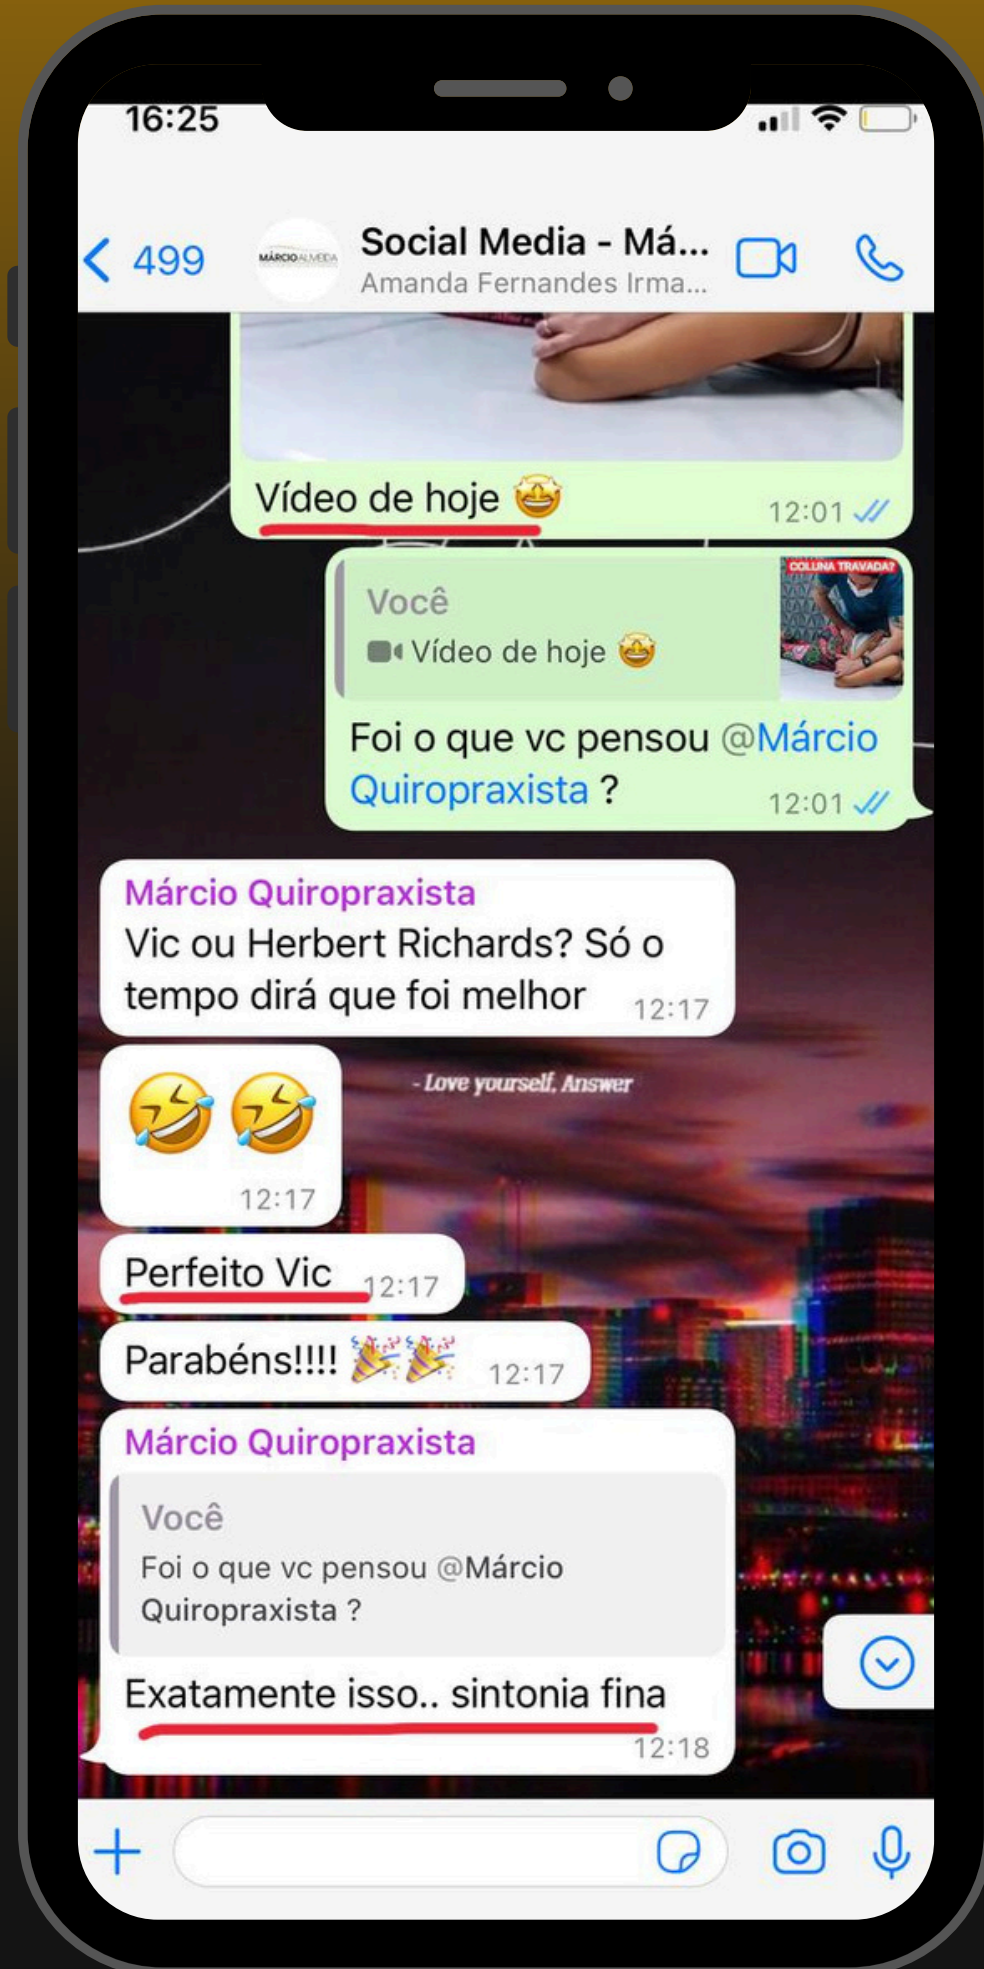 16:25
499
MÁRCIO ALMEIDA
Social Media - Má...
Amanda Fernandes Irma...
Vídeo de hoje 🤩
12:01
COLUNA TRAVADA?
Você
Vídeo de hoje 🤩
Foi o que vc pensou @Márcio
Quiropraxista ?
12:01
Márcio Quiropraxista
Vic ou Herbert Richards? Só o
tempo dirá que foi melhor
12:17
- Love yourself, Answer
🤣🤣
12:17
Perfeito Vic 12:17
Parabéns!!!! 🎉🎉 12:17
Márcio Quiropraxista
Você
Foi o que vc pensou @Márcio
Quiropraxista ?
Exatamente isso.. sintonia fina
12:18